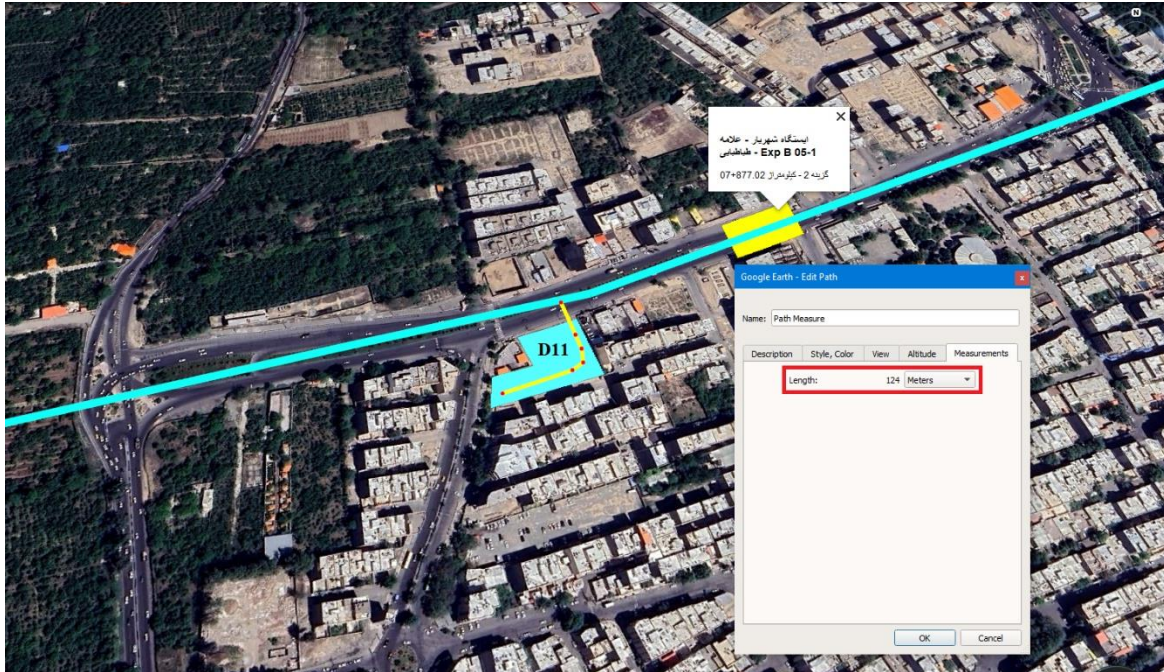 N
ایستگاه شهریار - علامه
طباطبایی - Exp B 05-1
گزینه 2 - کیلومتراژ 877.02+07
D11
Google Earth - Edit Path
Name: Path Measure
Description Style, Color View Altitude Measurements
Length: 124 Meters
OK Cancel